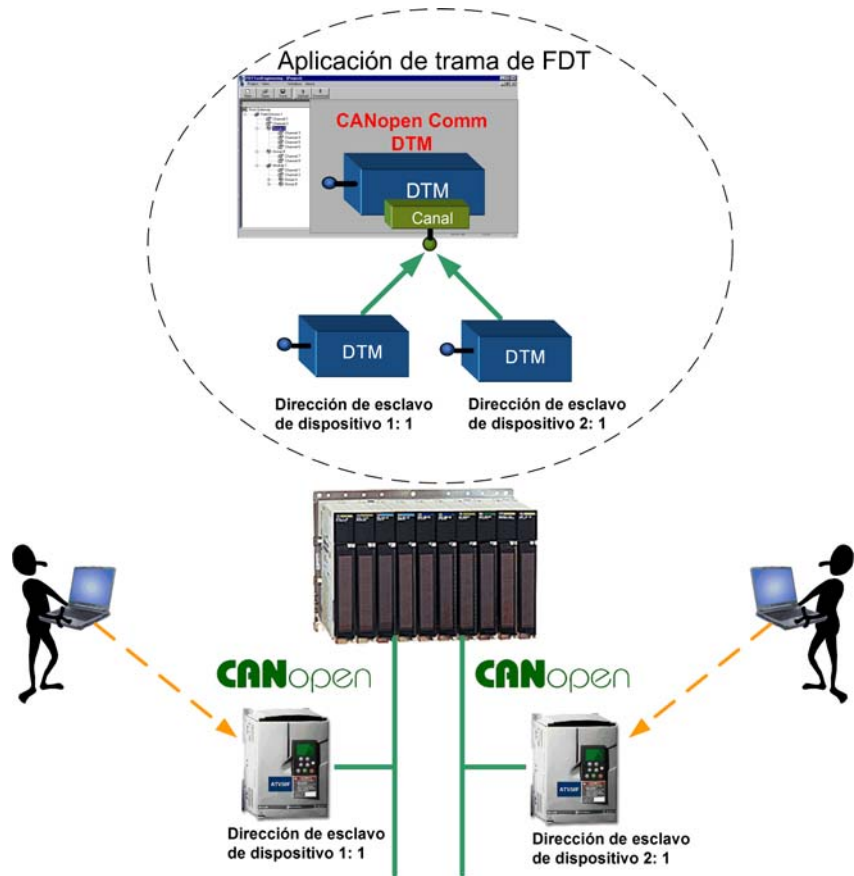 Aplicación de trama de FDT
CANopen Comm
DTM
DTM
Canal
DTM
DTM
Dirección de esclavo
de dispositivo 1: 1
Dirección de esclavo
de dispositivo 2: 1
CANopen
CANopen
Dirección de esclavo
de dispositivo 1: 1
Dirección de esclavo
de dispositivo 2: 1